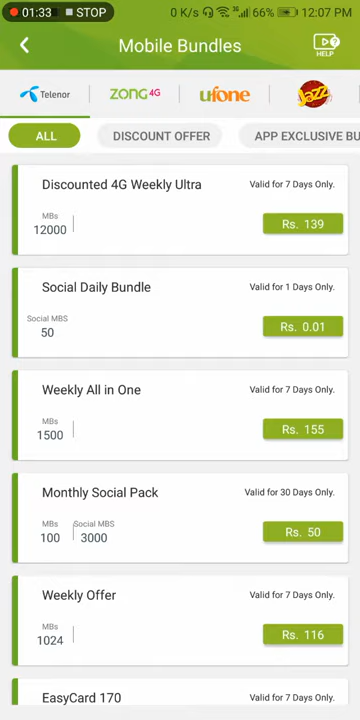 01:33 STOP 0 K/s 66% 12:07 PM
Mobile Bundles
HELP
Telenor ZONG 4G ufone Jazz
ALL DISCOUNT OFFER APP EXCLUSIVE BU
Discounted 4G Weekly Ultra Valid for 7 Days Only.
MBs
12000
Rs. 139
Social Daily Bundle Valid for 1 Days Only.
Social MBS
50
Rs. 0.01
Weekly All in One Valid for 7 Days Only.
MBs
1500
Rs. 155
Monthly Social Pack Valid for 30 Days Only.
MBs Social MBS
100 3000
Rs. 50
Weekly Offer Valid for 7 Days Only.
MBs
1024
Rs. 116
EasyCard 170 Valid for 7 Days Only.